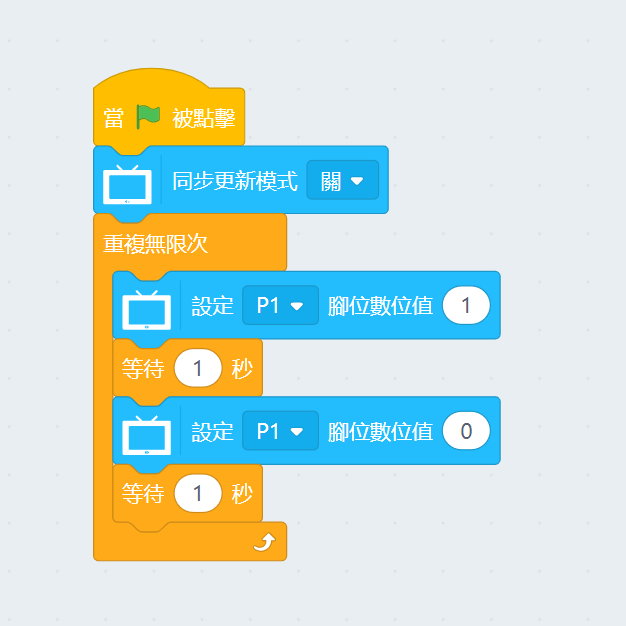 當 被點擊
同步更新模式 關
重複無限次
設定 P1 腳位數位值 1
等待 1 秒
設定 P1 腳位數位值 0
等待 1 秒